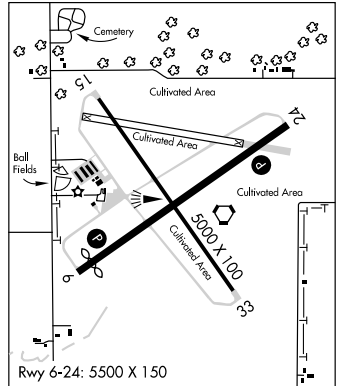 Cemetery
15
Cultivated Area
24
Cultivated Area
Ball
Fields
P
Cultivated Area
5000 X 100
Cultivated Area
P
6
33
Rwy 6-24: 5500 X 150